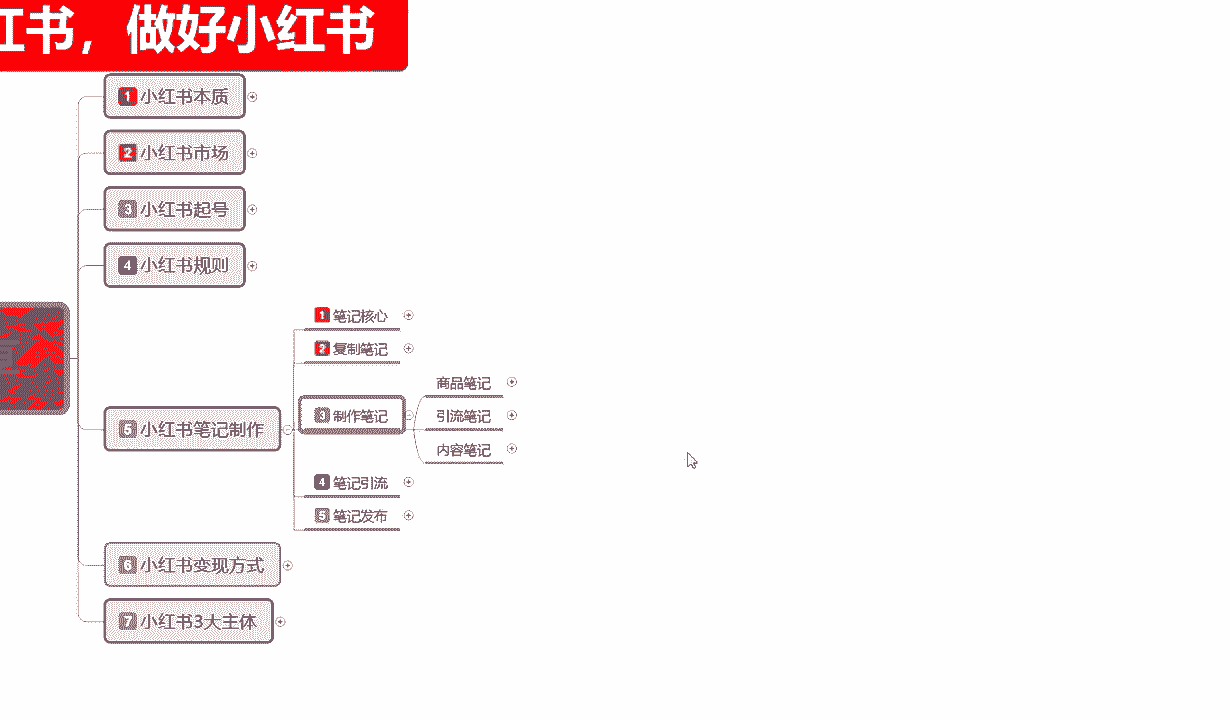 红书，做好小红书
1 小红书本质
2 小红书市场
3 小红书起号
4 小红书规则
5 小红书笔记制作
1 笔记核心
2 复制笔记
3 制作笔记
商品笔记
引流笔记
内容笔记
4 笔记引流
5 笔记发布
6 小红书变现方式
7 小红书3大主体